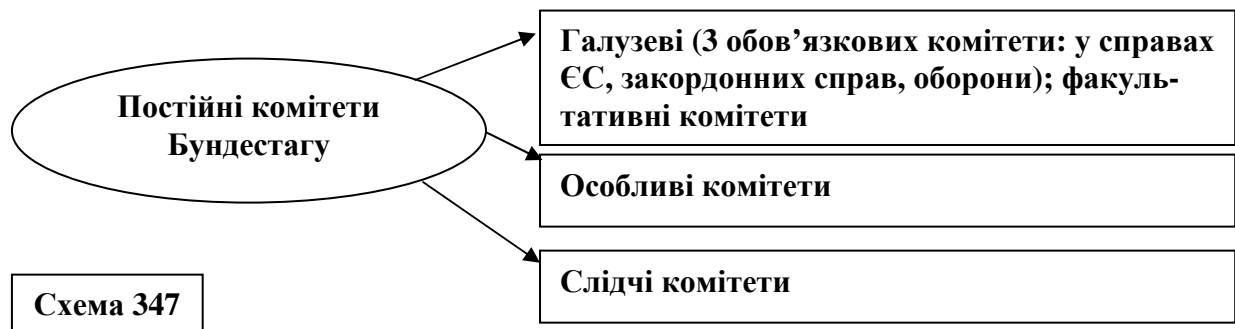 Постійні комітети
Бундестагу
Галузеві (3 обов’язкових комітети: у справах
ЄС, закордонних справ, оборони); факуль-
тативні комітети
Особливі комітети
Слідчі комітети
Схема 347